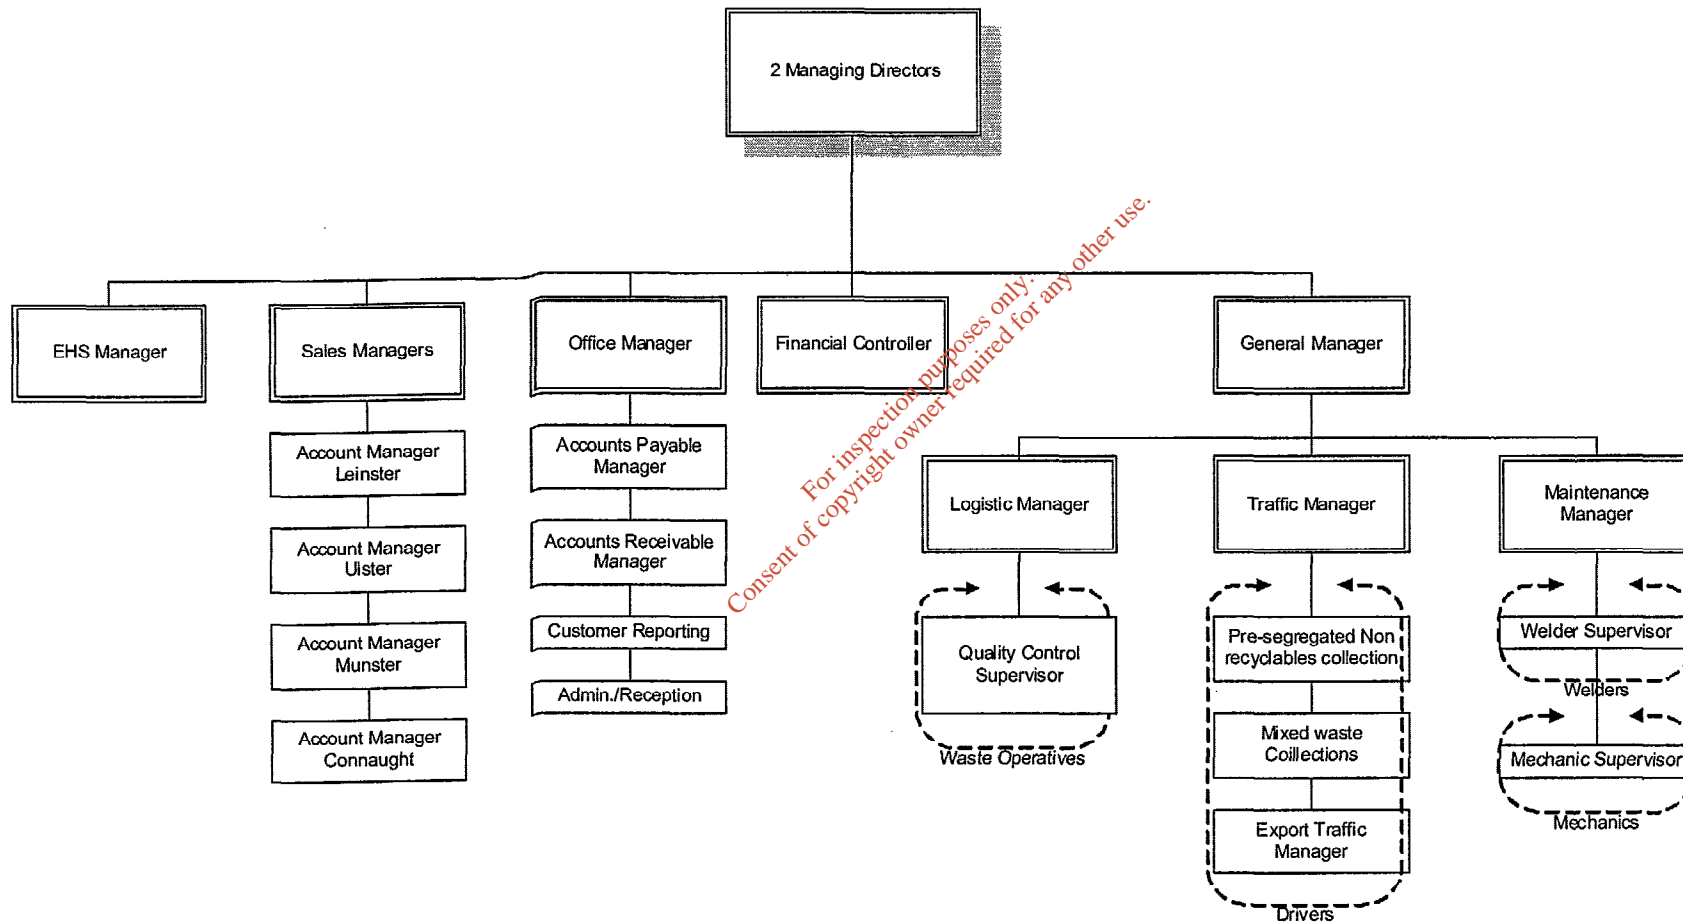 2 Managing Directors
For inspection purposes only.
Consent of copyright owner required for any other use.
EHS Manager
Sales Managers
Office Manager
Financial Controller
General Manager
Account Manager
Leinster
Account Manager
Ulster
Account Manager
Munster
Account Manager
Connaught
Accounts Payable
Manager
Accounts Receivable
Manager
Customer Reporting
Admin./Reception
Logistic Manager
Quality Control
Supervisor
Waste Operatives
Traffic Manager
Pre-segregated Non
recyclables collection
Mixed waste
Coillections
Export Traffic
Manager
Drivers
Maintenance
Manager
Welder Supervisor
Welders
Mechanic Supervisor
Mechanics